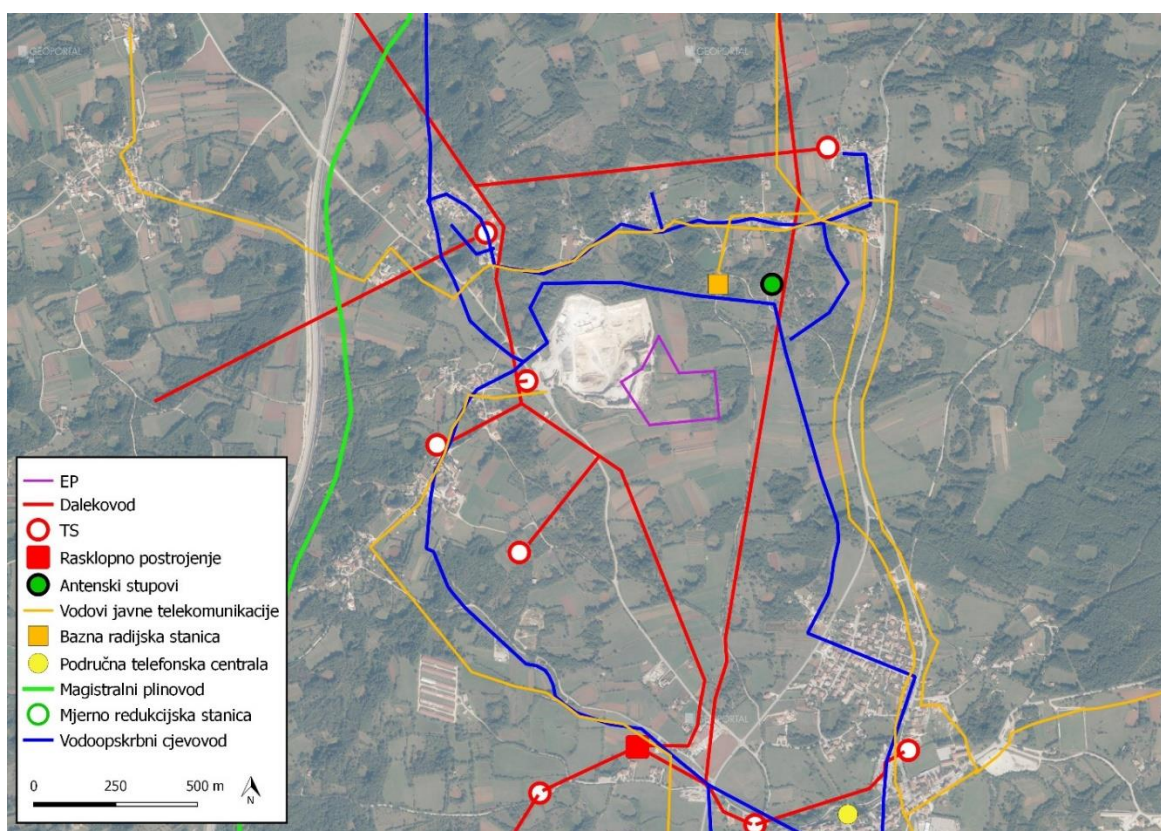 GEOPORTAL
GEOPORTAL
GEOPORTAL
EP
Dalekovod
TS
Rasklopno postrojenje
Antenski stupovi
Vodovi javne telekomunikacije
Bazna radijska stanica
Područna telefonska centrala
Magistralni plinovod
Mjerno redukcijska stanica
Vodoopskrbni cjevovod
0 250 500 m
N